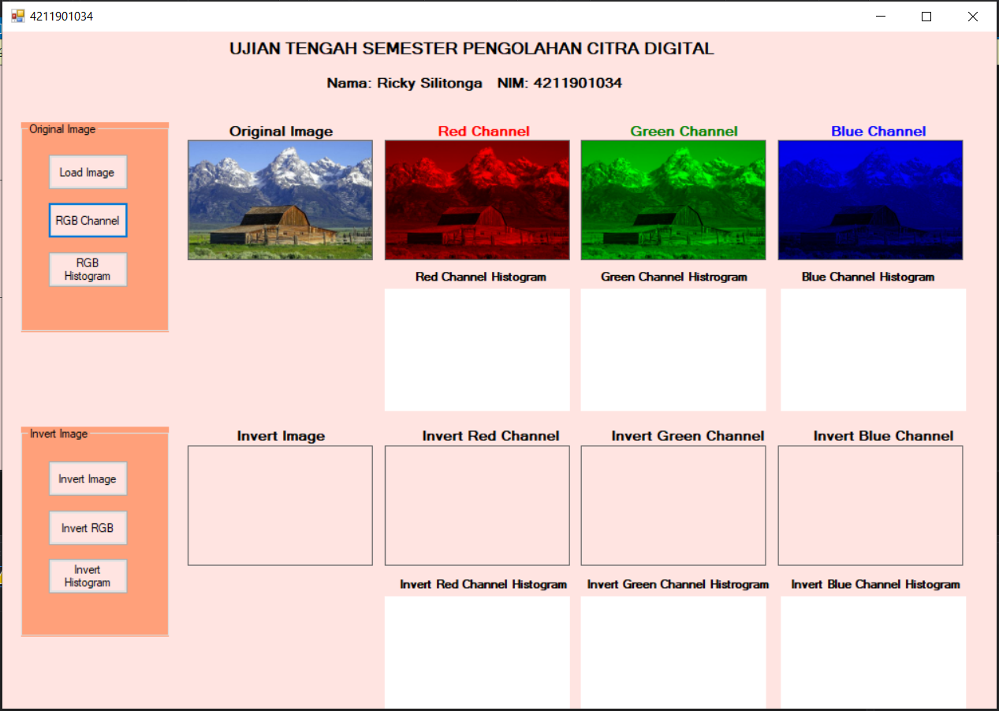 4211901034
UJIAN TENGAH SEMESTER PENGOLAHAN CITRA DIGITAL
Nama: Ricky Silitonga NIM: 4211901034
Original Image
Load Image
RGB Channel
RGB
Histogram
Original Image
Red Channel
Green Channel
Blue Channel
Red Channel Histogram
Green Channel Histrogram
Blue Channel Histogram
Invert Image
Invert Image
Invert RGB
Invert
Histogram
Invert Image
Invert Red Channel
Invert Green Channel
Invert Blue Channel
Invert Red Channel Histogram
Invert Green Channel Histrogram
Invert Blue Channel Histogram